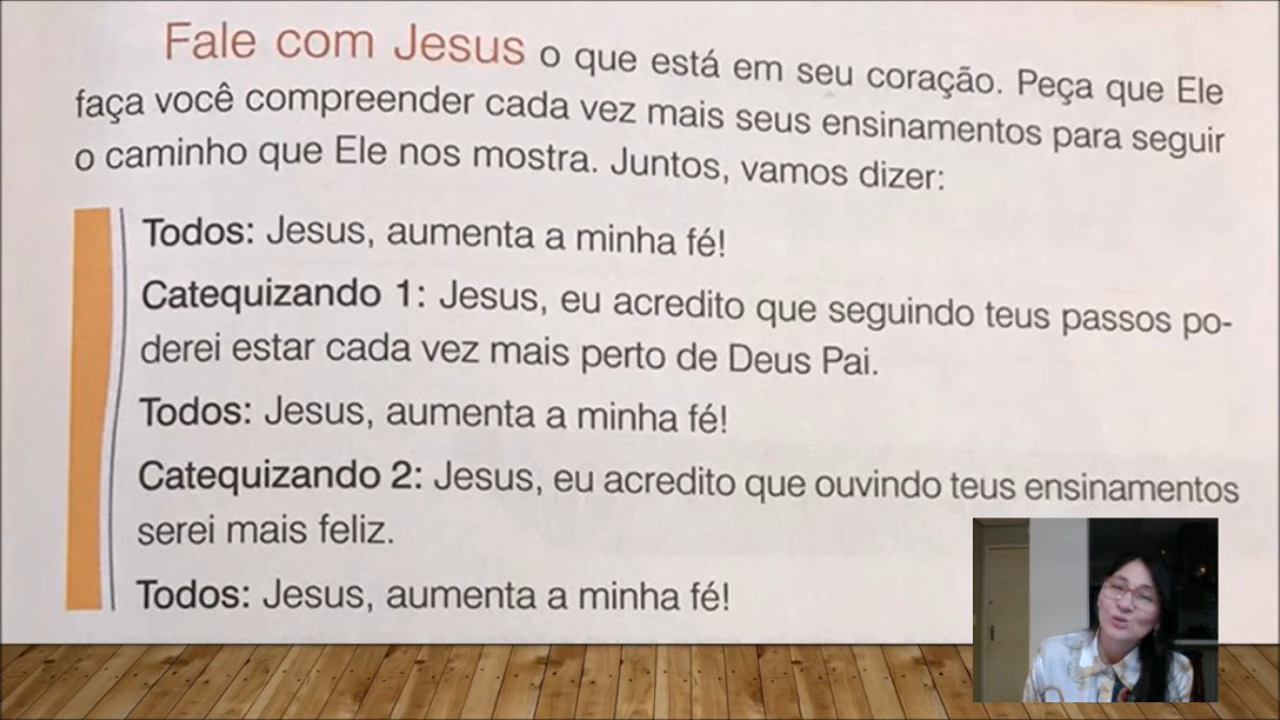 Fale com Jesus o que está em seu coração. Peça que Ele
faça você compreender cada vez mais seus ensinamentos para seguir
o caminho que Ele nos mostra. Juntos, vamos dizer:
Todos: Jesus, aumenta a minha fé!
Catequizando 1: Jesus, eu acredito que seguindo teus passos po-
derei estar cada vez mais perto de Deus Pai.
Todos: Jesus, aumenta a minha fé!
Catequizando 2: Jesus, eu acredito que ouvindo teus ensinamentos
serei mais feliz.
Todos: Jesus, aumenta a minha fé!